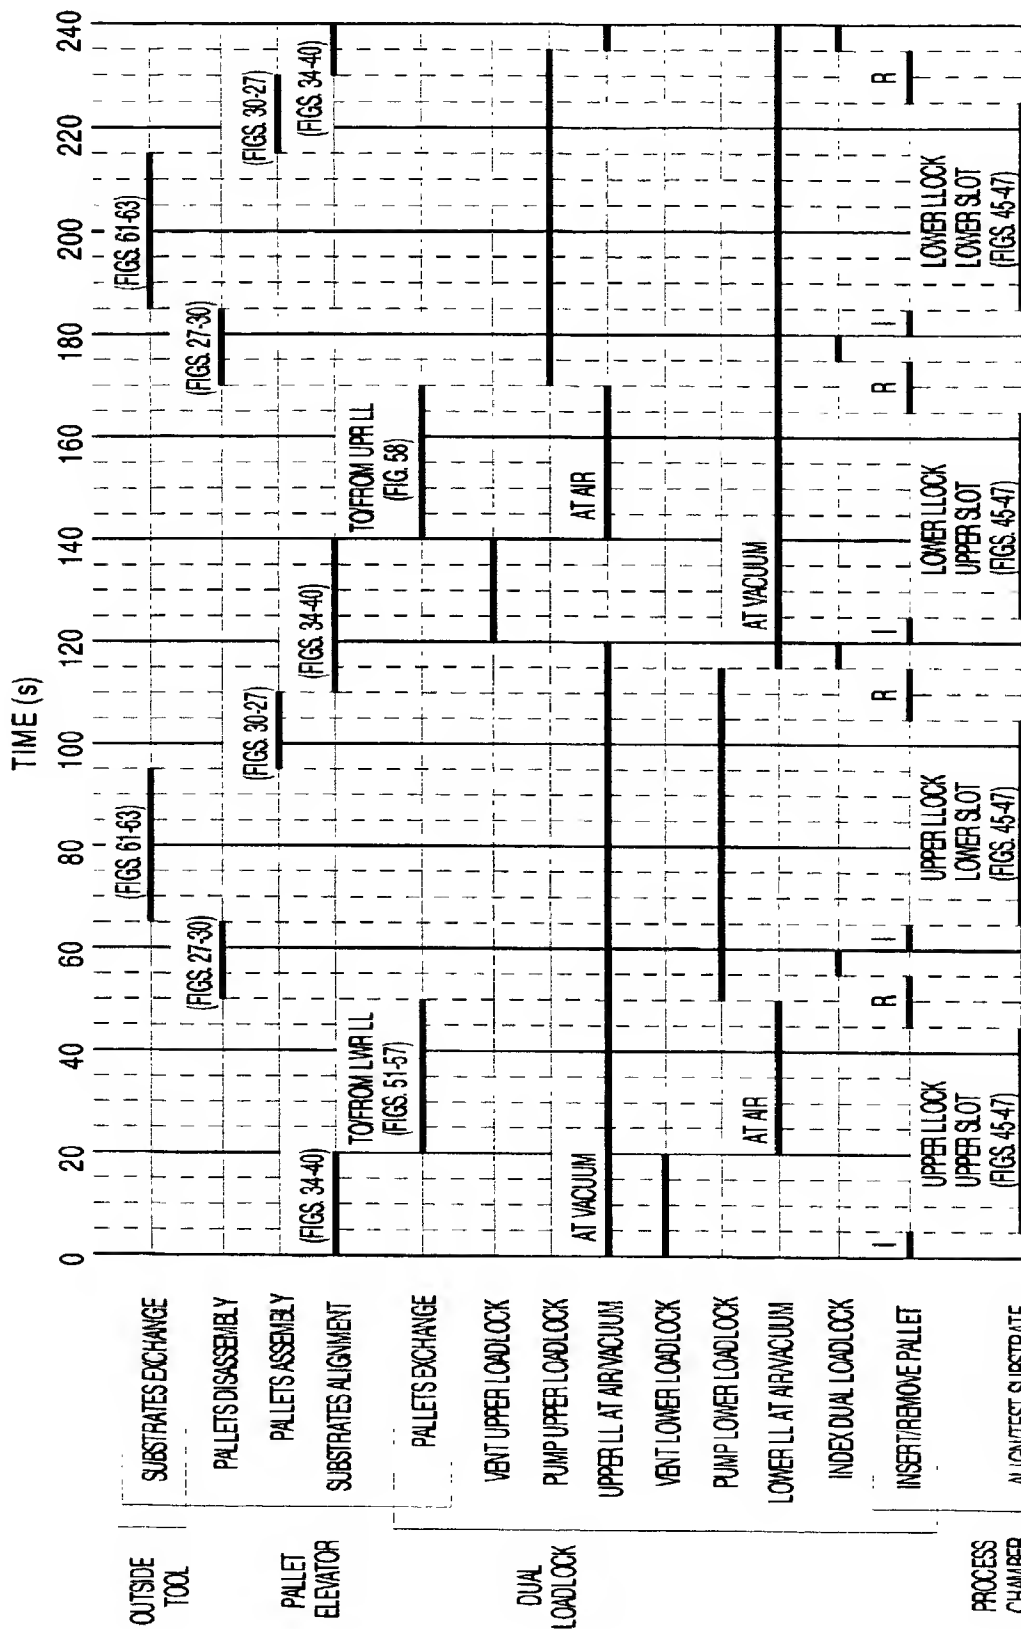 TIME (s)
0
20
40
60
80
100
120
140
160
180
200
220
240
OUTSIDE
TOOL
SUBSTRATES EXCHANGE
(FIGS. 61-63)
(FIGS. 61-63)
PALLET
ELEVATOR
PALLETS DISASSEMBLY
(FIGS. 27-30)
(FIGS. 27-30)
PALLETS ASSEMBLY
(FIGS. 30-27)
(FIGS. 30-27)
SUBSTRATES ALIGNMENT
(FIGS. 34-40)
(FIGS. 34-40)
(FIGS. 34-40)
PALLETS EXCHANGE
TO/FROM LWR LL
(FIGS. 51-57)
TO/FROM UPR LL
(FIG. 58)
DUAL
LOADLOCK
VENT UPPER LOADLOCK
PUMP UPPER LOADLOCK
UPPER LL AT AIR/VACUUM
AT VACUUM
AT AIR
VENT LOWER LOADLOCK
PUMP LOWER LOADLOCK
LOWER LL AT AIR/VACUUM
AT AIR
AT VACUUM
INDEX DUAL LOADLOCK
INSERT/REMOVE PALLET
I
R
I
R
I
R
I
R
PROCESS
CHAMBER
ALIGN/TEST SUBSTRATE
UPPER LLOCK
UPPER SLOT
(FIGS. 45-47)
UPPER LLOCK
LOWER SLOT
(FIGS. 45-47)
LOWER LLOCK
UPPER SLOT
(FIGS. 45-47)
LOWER LLOCK
LOWER SLOT
(FIGS. 45-47)